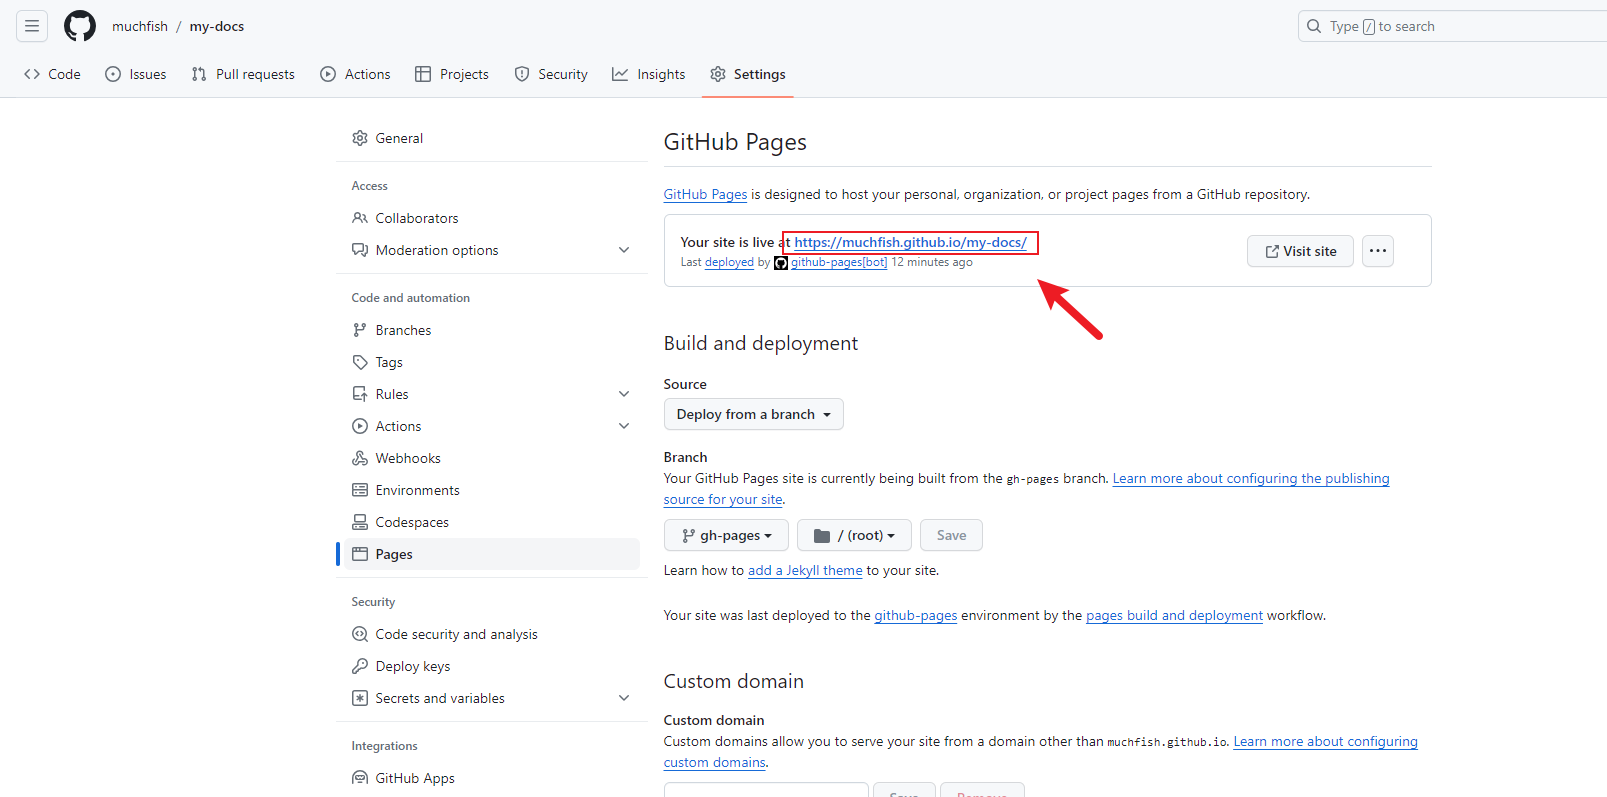 muchfish / my-docs
Type / to search
Code Issues Pull requests Actions Projects Security Insights Settings
General
Access
Collaborators
Moderation options
Code and automation
Branches
Tags
Rules
Actions
Webhooks
Environments
Codespaces
Pages
Security
Code security and analysis
Deploy keys
Secrets and variables
Integrations
GitHub Apps
GitHub Pages
GitHub Pages is designed to host your personal, organization, or project pages from a GitHub repository.
Your site is live at https://muchfish.github.io/my-docs/
Last deployed by github-pages[bot] 12 minutes ago
Visit site
Build and deployment
Source
Deploy from a branch
Branch
Your GitHub Pages site is currently being built from the gh-pages branch. Learn more about configuring the publishing
source for your site.
gh-pages / (root) Save
Learn how to add a Jekyll theme to your site.
Your site was last deployed to the github-pages environment by the pages build and deployment workflow.
Custom domain
Custom domain
Custom domains allow you to serve your site from a domain other than muchfish.github.io. Learn more about configuring
custom domains.
Save Remove